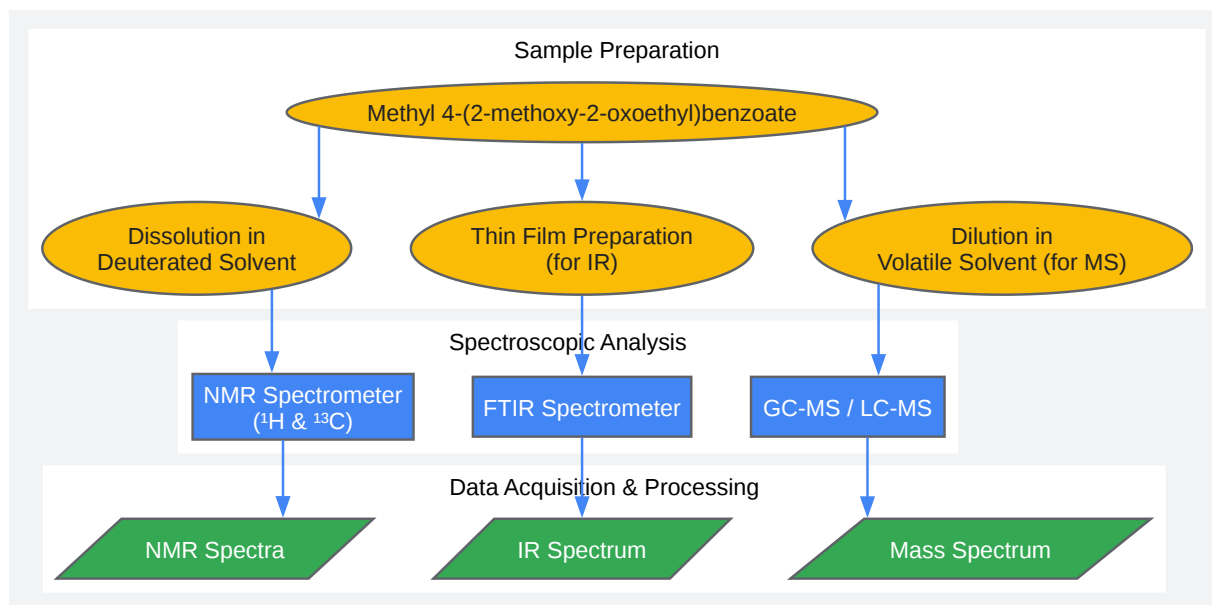 Sample Preparation
Methyl 4-(2-methoxy-2-oxoethyl)benzoate
Dissolution in
Deuterated Solvent
Thin Film Preparation
(for IR)
Dilution in
Volatile Solvent (for MS)
Spectroscopic Analysis
NMR Spectrometer
(¹H & ¹³C)
FTIR Spectrometer
GC-MS / LC-MS
Data Acquisition & Processing
NMR Spectra
IR Spectrum
Mass Spectrum